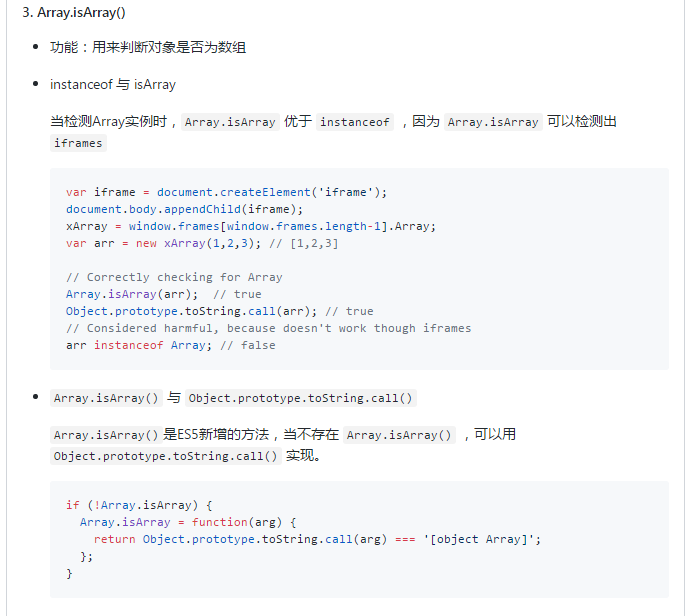 3. Array.isArray()
功能：用来判断对象是否为数组
instanceof 与 isArray
当检测Array实例时，Array.isArray 优于 instanceof ，因为 Array.isArray 可以检测出
iframes
var iframe = document.createElement('iframe');
document.body.appendChild(iframe);
xArray = window.frames[window.frames.length-1].Array;
var arr = new xArray(1,2,3); // [1,2,3]
// Correctly checking for Array
Array.isArray(arr);  // true
Object.prototype.toString.call(arr); // true
// Considered harmful, because doesn't work though iframes
arr instanceof Array; // false
Array.isArray() 与 Object.prototype.toString.call()
Array.isArray()是ES5新增的方法，当不存在 Array.isArray() ，可以用
Object.prototype.toString.call() 实现。
if (!Array.isArray) {
  Array.isArray = function(arg) {
    return Object.prototype.toString.call(arg) === '[object Array]';
  };
}